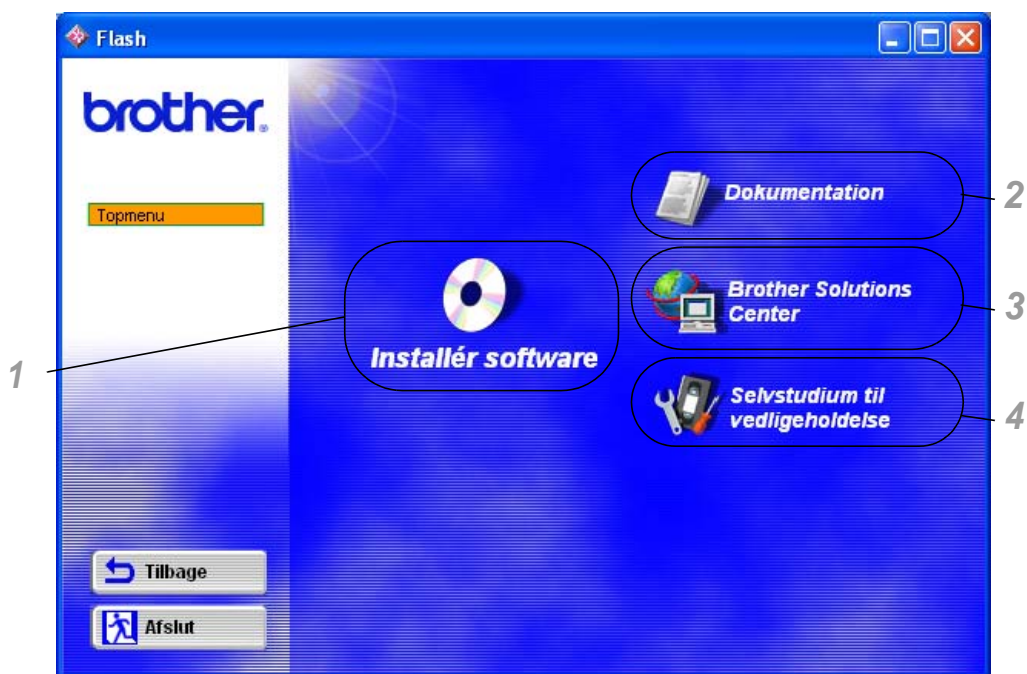 Flash
brother®
Topmenu
Dokumentation
2
Brother Solutions
Center
3
Installér software
1
Selvstudium til
vedligeholdelse
4
Tilbage
Afslut